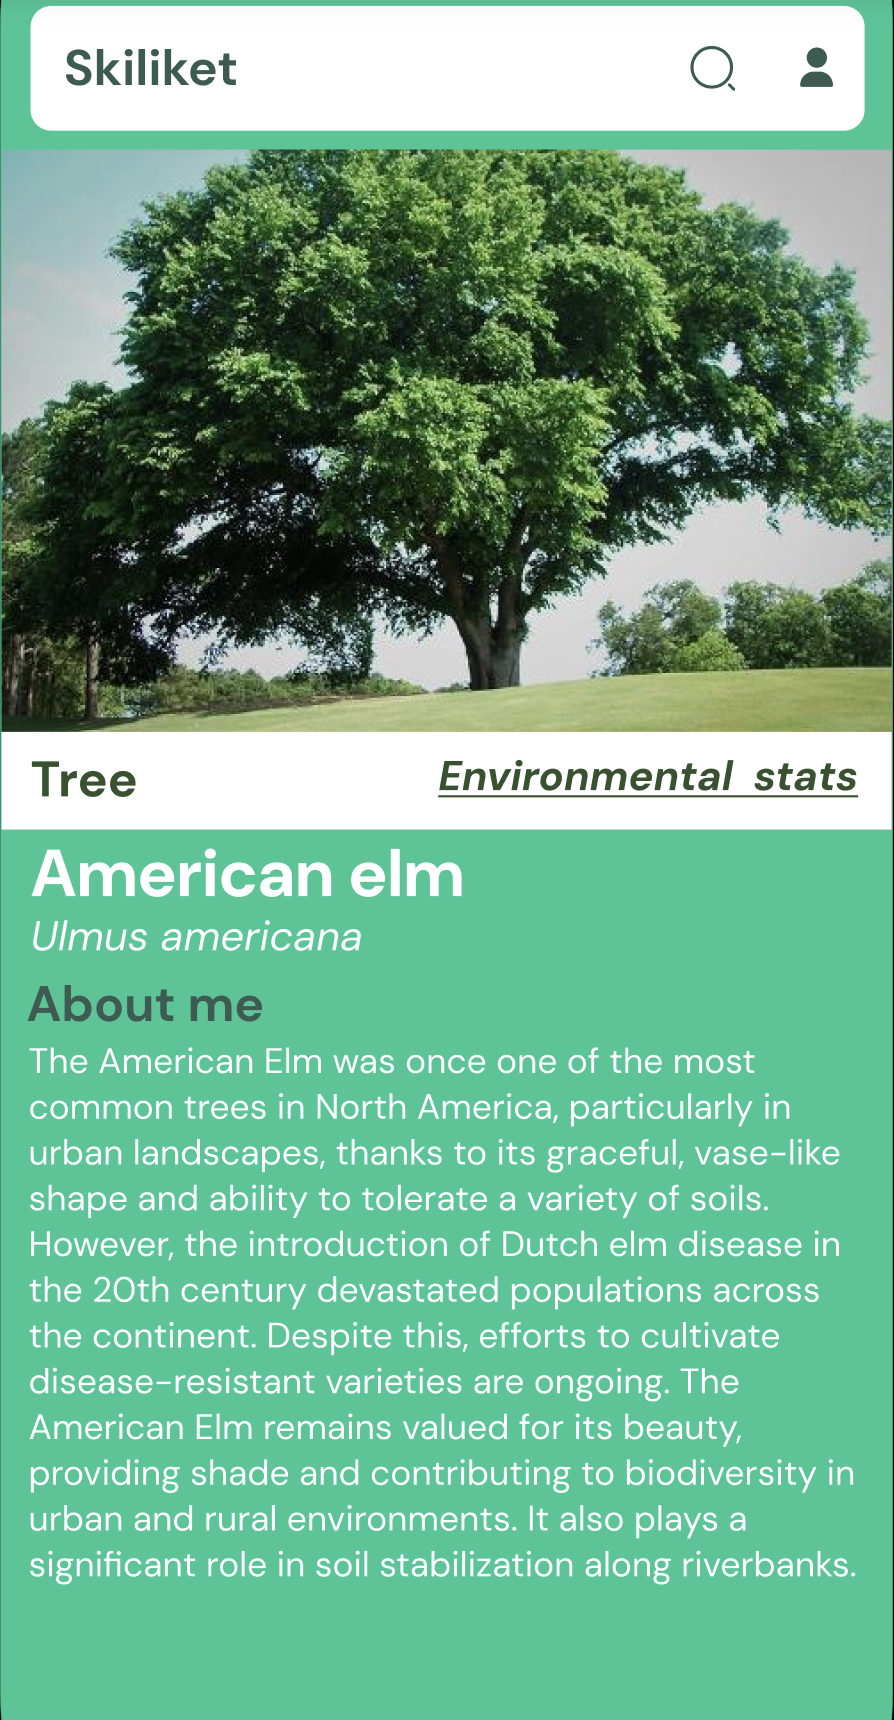 Skiliket
Tree
Environmental stats
American elm
Ulmus americana
About me
The American Elm was once one of the most
common trees in North America, particularly in
urban landscapes, thanks to its graceful, vase-like
shape and ability to tolerate a variety of soils.
However, the introduction of Dutch elm disease in
the 20th century devastated populations across
the continent. Despite this, efforts to cultivate
disease-resistant varieties are ongoing. The
American Elm remains valued for its beauty,
providing shade and contributing to biodiversity in
urban and rural environments. It also plays a
significant role in soil stabilization along riverbanks.